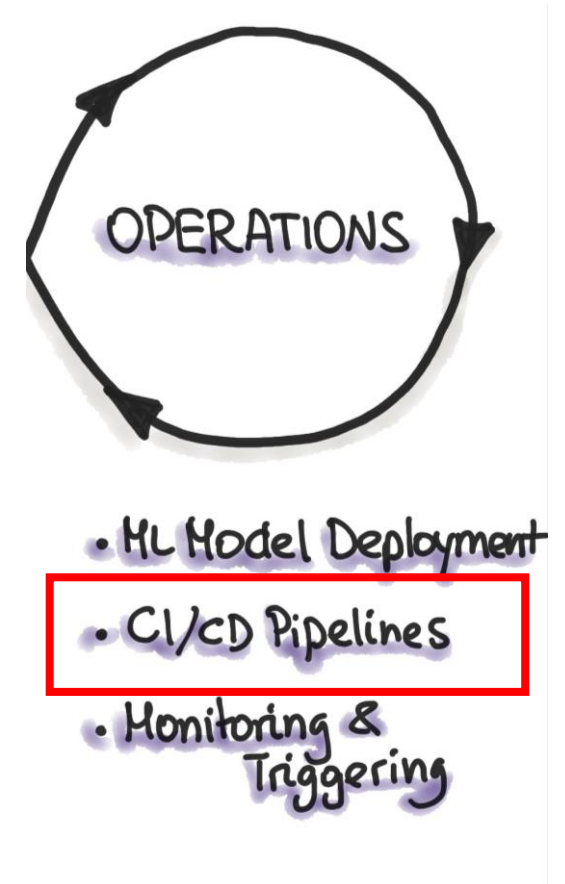 OPERATIONS
• ML Model Deployment
• CI/CD Pipelines
• Monitoring &
Triggering